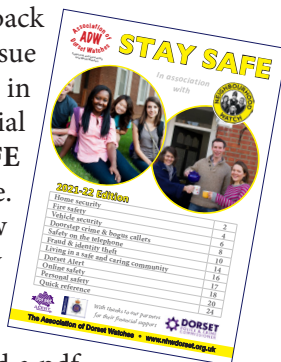 back
sue
in
ial
FE
e.
Association of
ADW
Dorset Watches
STAY SAFE
In association
with
NEIGHBOURHOOD
WATCH
2021-22 Edition
Home security 2
Fire safety 4
Vehicle security 6
Doorstep crime & bogus callers 8
Safety on the telephone 10
Fraud & identity theft 14
Living in a safe and caring community 16
Dorset Alert 17
Online safety 18
Personal safety 20
Quick reference 24
With thanks to our partners
for their financial support
DORSET
The Association of Dorset Watches • www.nhwdorset.org.uk